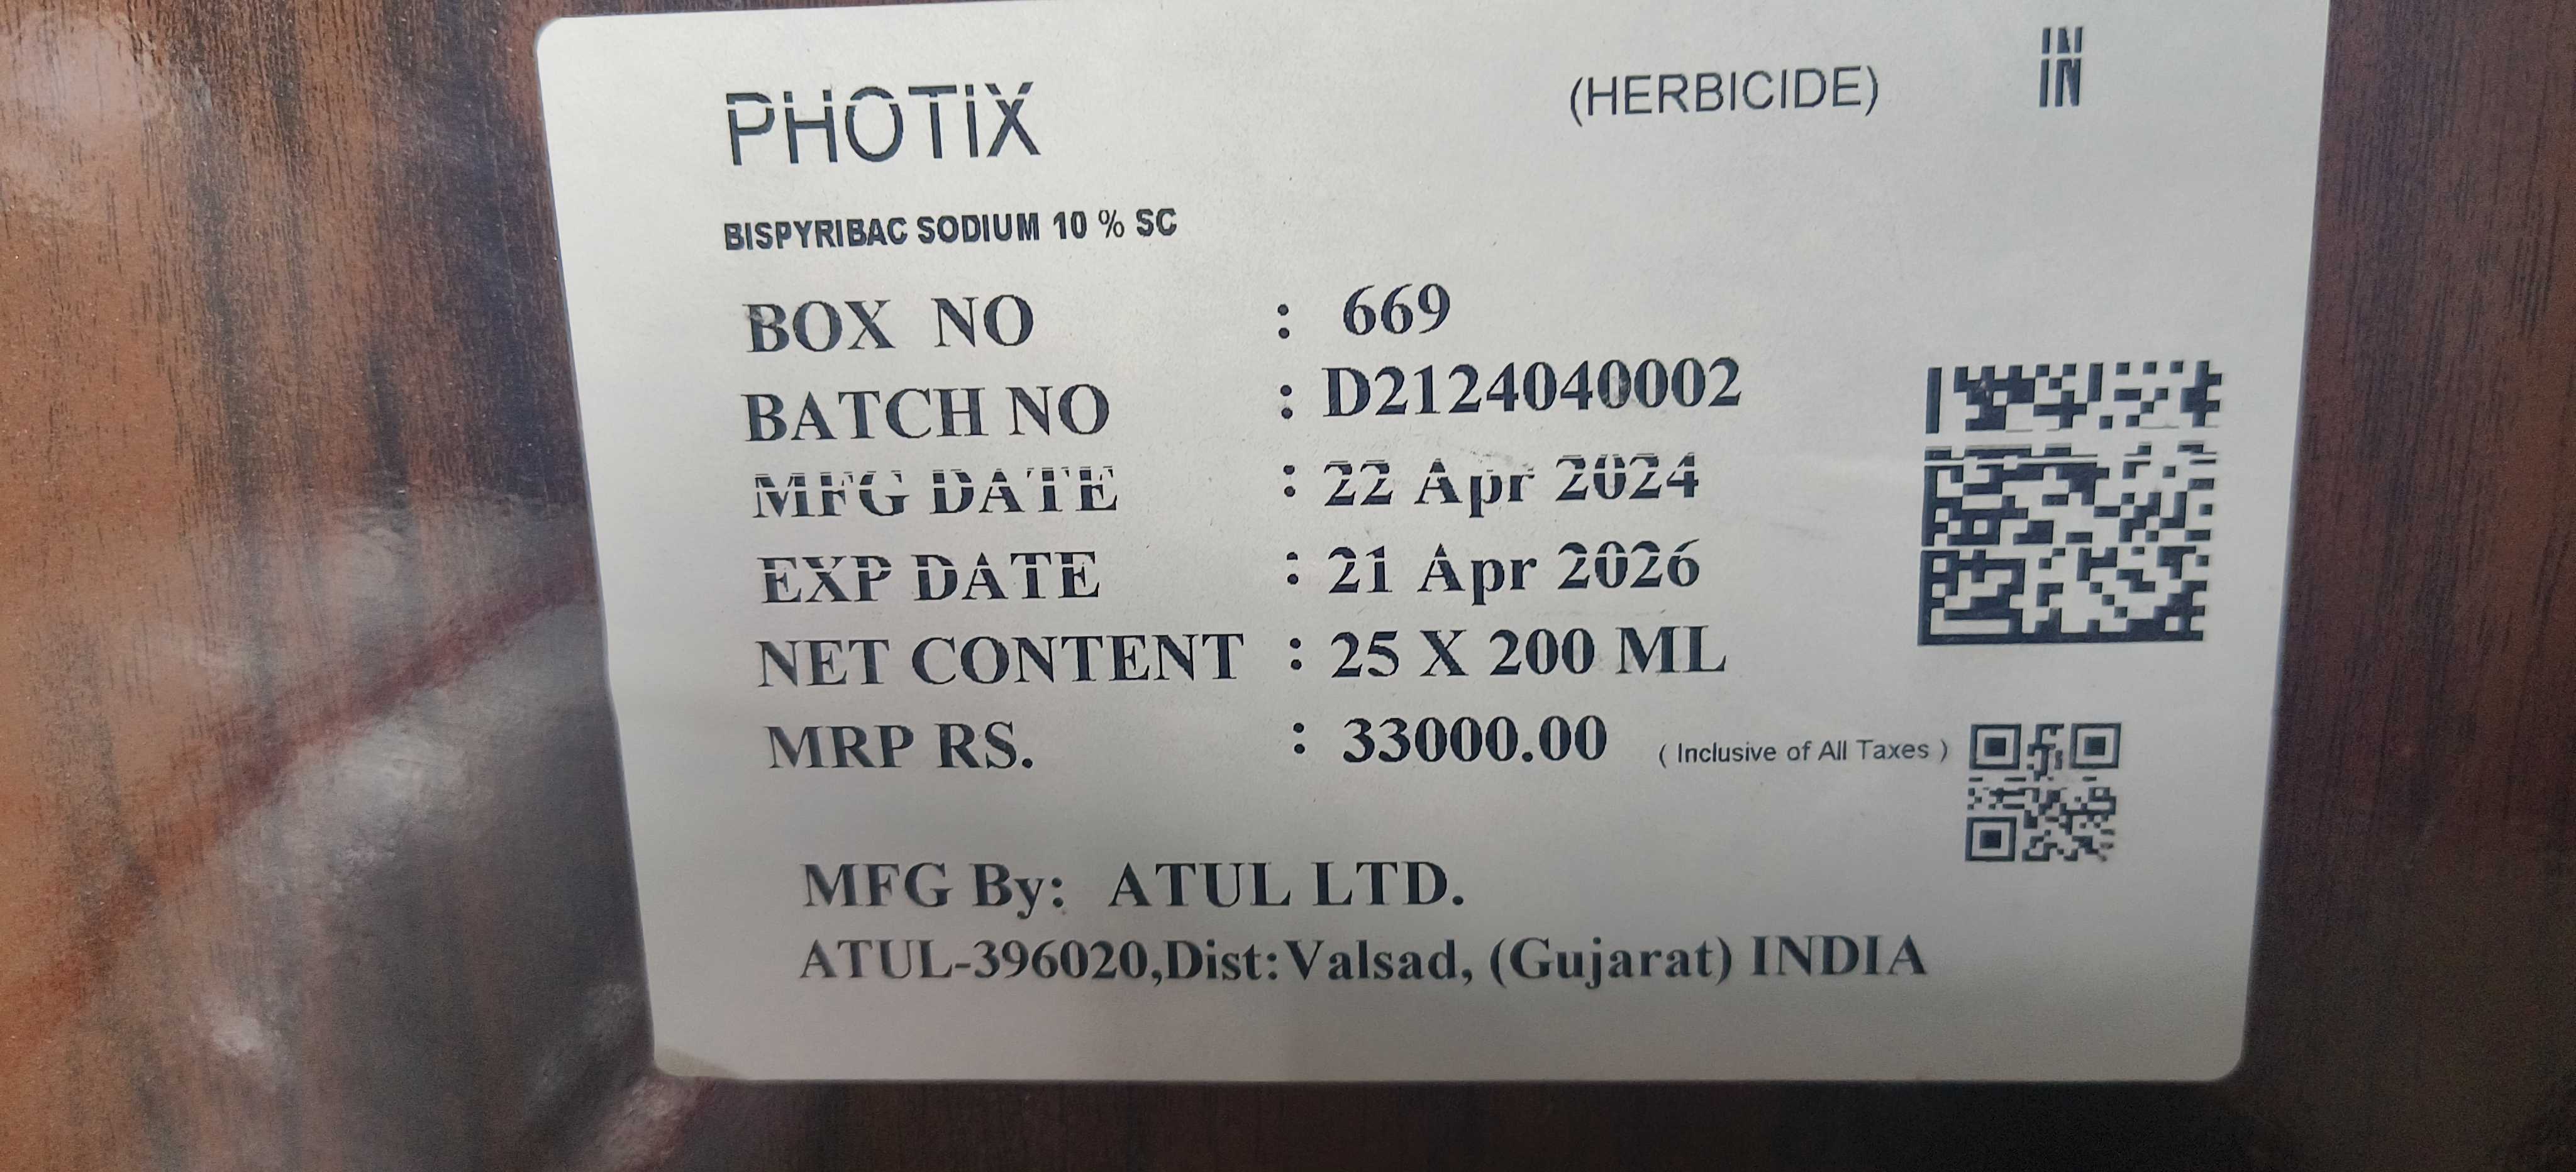 PHOTIX (HERBICIDE) IN
IN
BISPYRIBAC SODIUM 10 % SC
BOX NO : 669
BATCH NO : D2124040002
MFG DATE : 22 Apr 2024
EXP DATE : 21 Apr 2026
NET CONTENT : 25 X 200 ML
MRP RS. : 33000.00 ( Inclusive of All Taxes )
MFG By: ATUL LTD.
ATUL-396020,Dist:Valsad, (Gujarat) INDIA